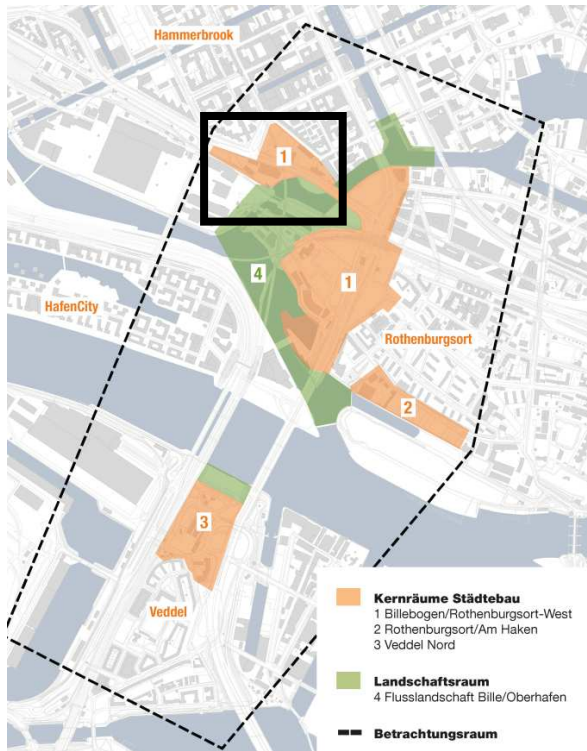 Hammerbrook
1
4
1
HafenCity
Rothenburgsort
2
3
Veddel
Kernräume Städtebau
1 Billebogen/Rothenburgsort-West
2 Rothenburgsort/Am Haken
3 Veddel Nord
Landschaftsraum
4 Flusslandschaft Bille/Oberhafen
Betrachtungsraum